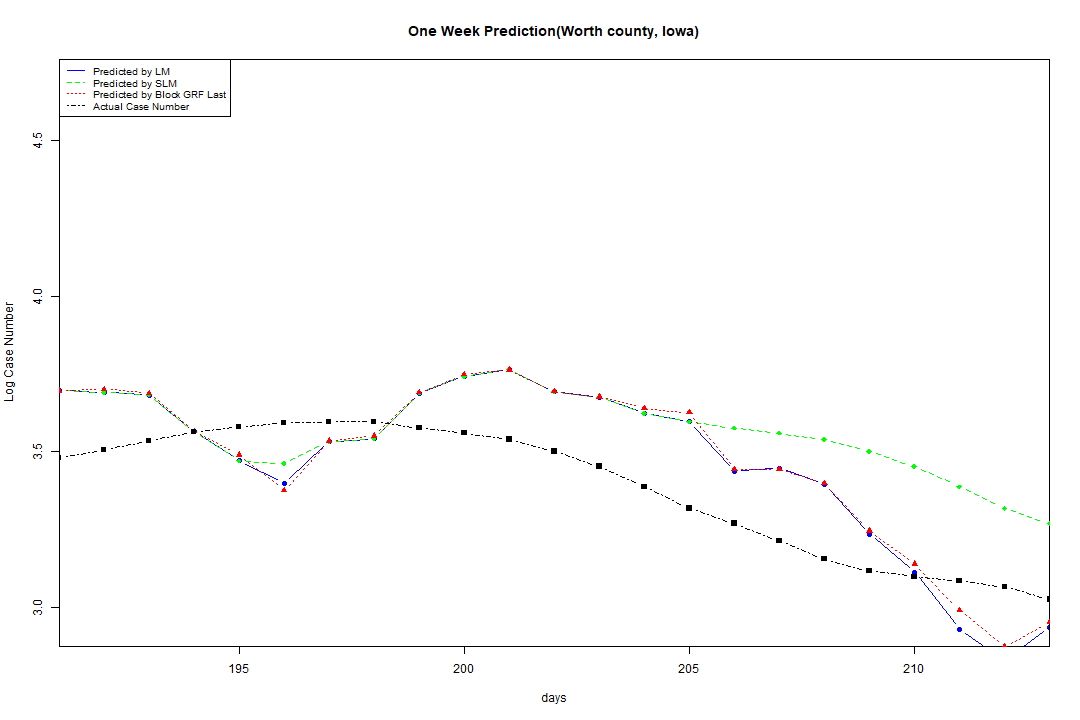 One Week Prediction(Worth county, Iowa)
Predicted by LM
Predicted by SLM
Predicted by Block GRF Last
Actual Case Number
4.5
4.0
3.5
3.0
Log Case Number
195 200 205 210
days